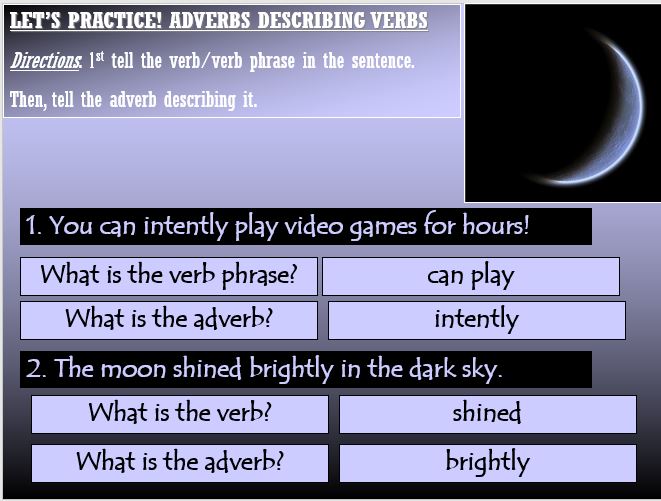 LET'S PRACTICE! ADVERBS DESCRIBING VERBS
Directions: 1st tell the verb/verb phrase in the sentence.
Then, tell the adverb describing it.
1. You can intently play video games for hours!
What is the verb phrase? can play
What is the adverb? intently
2. The moon shined brightly in the dark sky.
What is the verb? shined
What is the adverb? brightly